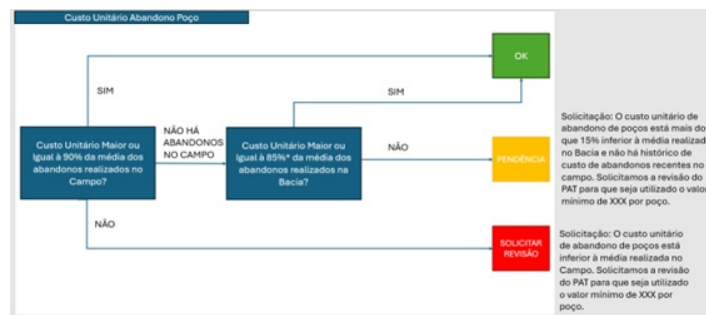 Custo Unitário Abandono Poço
OK
SIM
SIM
Custo Unitário Maior ou
Igual à 90% da média dos
abandonos realizados no
Campo?
NÃO HÁ
ABANDONOS
NO CAMPO
Custo Unitário Maior ou
Igual à 85%* da média dos
abandonos realizados na
Bacia?
NÃO
PENDÊNCIA
Solicitação: O custo unitário de
abandono de poços está mais do
que 15% inferior à média realizad
no Bacia e não há histórico de
custo de abandonos recentes no
campo. Solicitamos a revisão do
PAT para que seja utilizado o valor
mínimo de XXX por poço.
NÃO
SOLICITAR
REVISÃO
Solicitação: O custo unitário
de abandono de poços está
inferior à média realizada no
Campo. Solicitamos a revisão
do PAT para que seja utilizado
o valor mínimo de XXX por
poço.